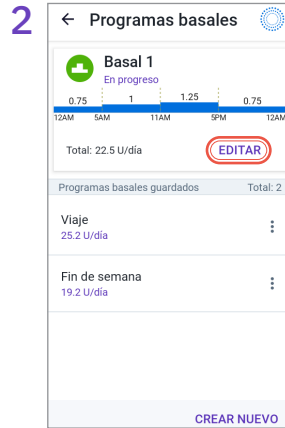 2
Programas basales
Basal 1
En progreso
0.75 1 1.25 0.75
12AM 5AM 11AM 5PM 12AM
Total: 22.5 U/día EDITAR
Programas basales guardados Total: 2
Viaje
25.2 U/día
Fin de semana
19.2 U/día
CREAR NUEVO